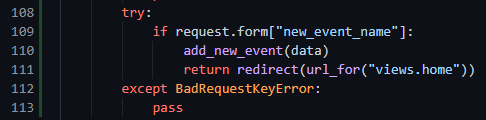 108 try:
109 if request.form["new_event_name"]:
110 add_new_event(data)
111 return redirect(url_for("views.home"))
112 except BadRequestKeyError:
113 pass